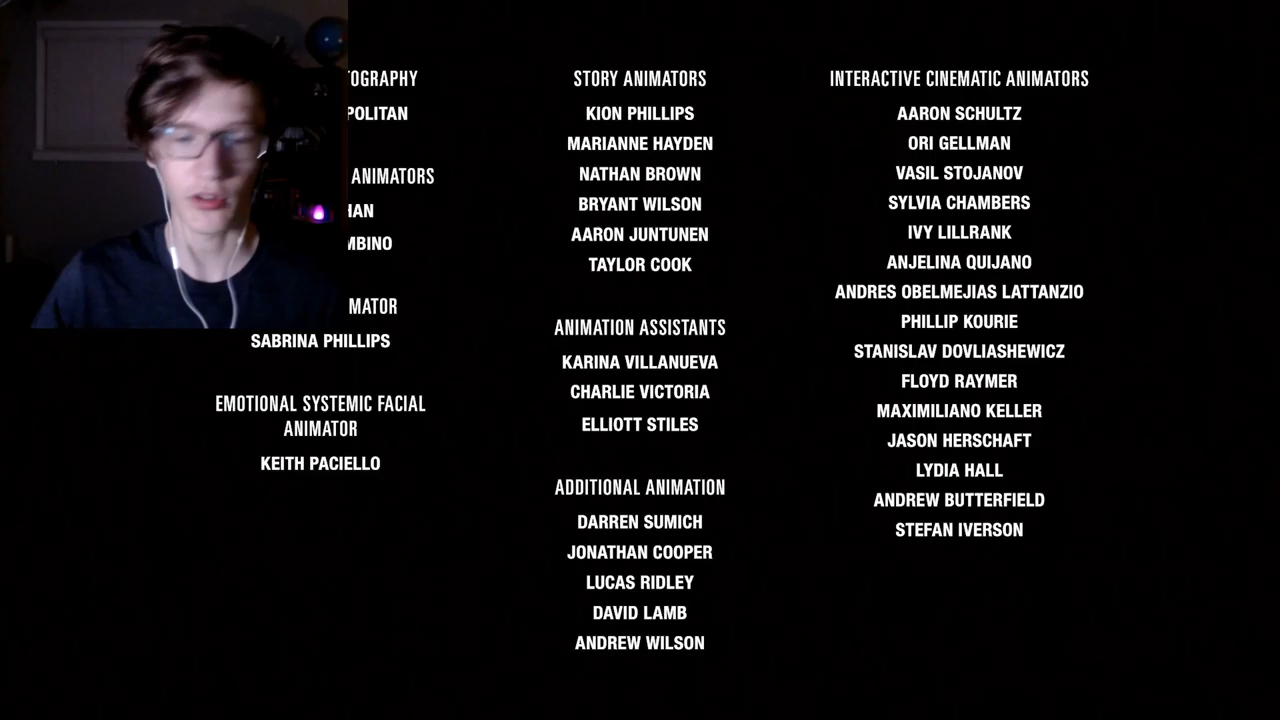 STORY ANIMATORS
KION PHILLIPS
MARIANNE HAYDEN
NATHAN BROWN
BRYANT WILSON
AARON JUNTUNEN
TAYLOR COOK
ANIMATION ASSISTANTS
KARINA VILLANUEVA
CHARLIE VICTORIA
ELLIOTT STILES
ADDITIONAL ANIMATION
DARREN SUMICH
JONATHAN COOPER
LUCAS RIDLEY
DAVID LAMB
ANDREW WILSON
INTERACTIVE CINEMATIC ANIMATORS
AARON SCHULTZ
ORI GELLMAN
VASIL STOJANOV
SYLVIA CHAMBERS
IVY LILLRANK
ANJELINA QUIJANO
ANDRES OBELMEJIAS LATTANZIO
PHILLIP KOURIE
STANISLAV DOVLIASHEWICZ
FLOYD RAYMER
MAXIMILIANO KELLER
JASON HERSCHAFT
LYDIA HALL
ANDREW BUTTERFIELD
STEFAN IVERSON
TOGRAPHY
POLITAN
ANIMATORS
HAN
MBINO
MATOR
SABRINA PHILLIPS
EMOTIONAL SYSTEMIC FACIAL
ANIMATOR
KEITH PACIELLO